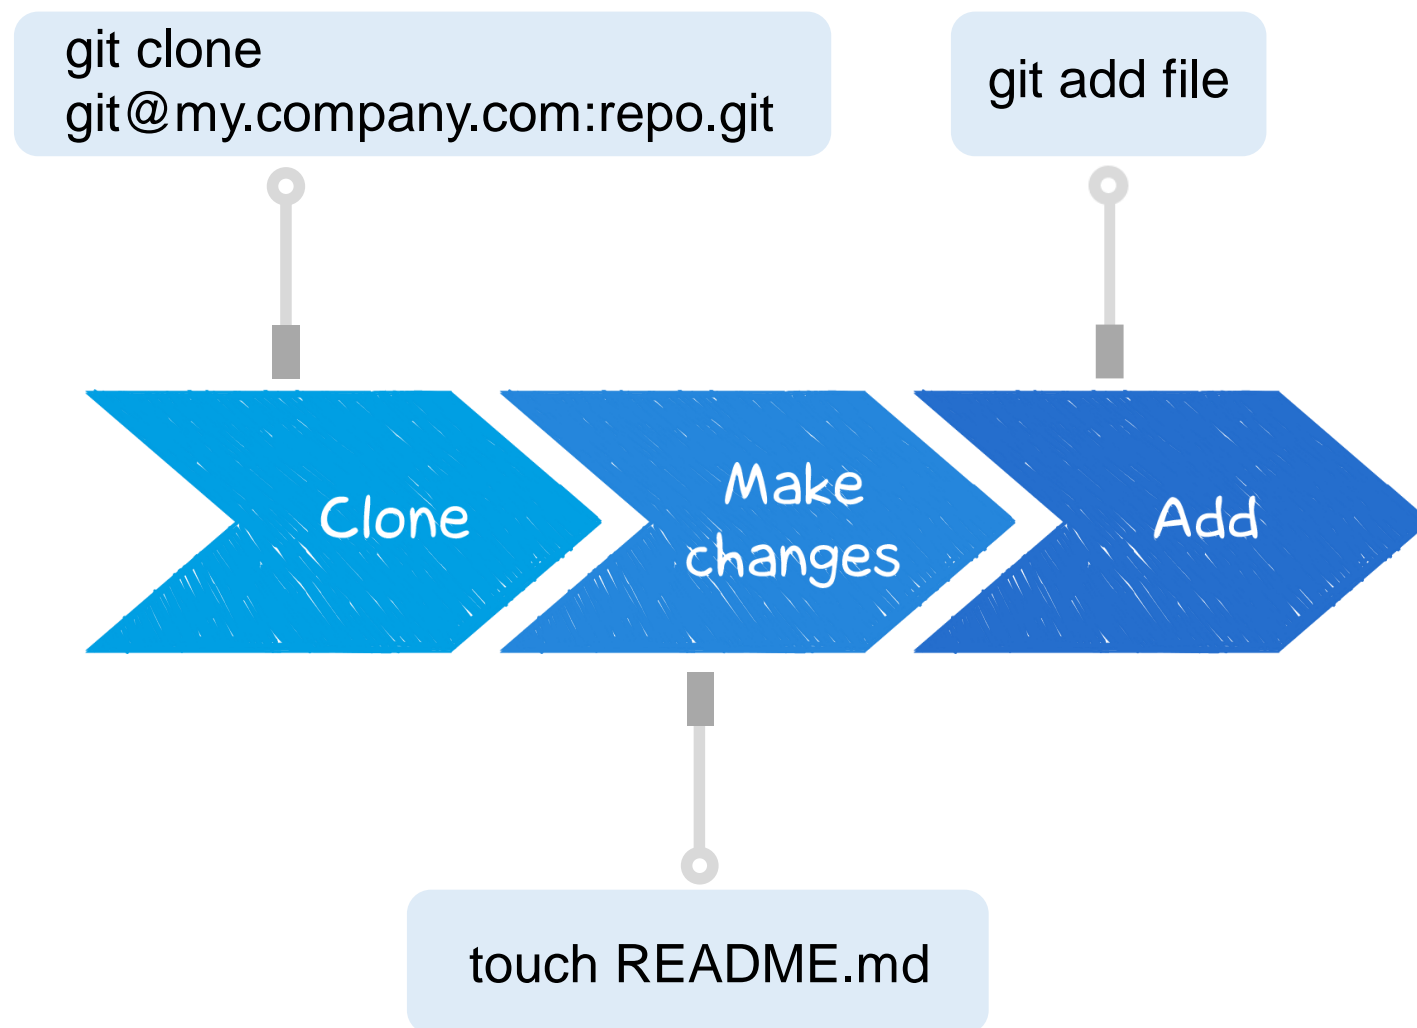 git clone
git@my.company.com:repo.git
git add file
Clone
Make
changes
Add
touch README.md